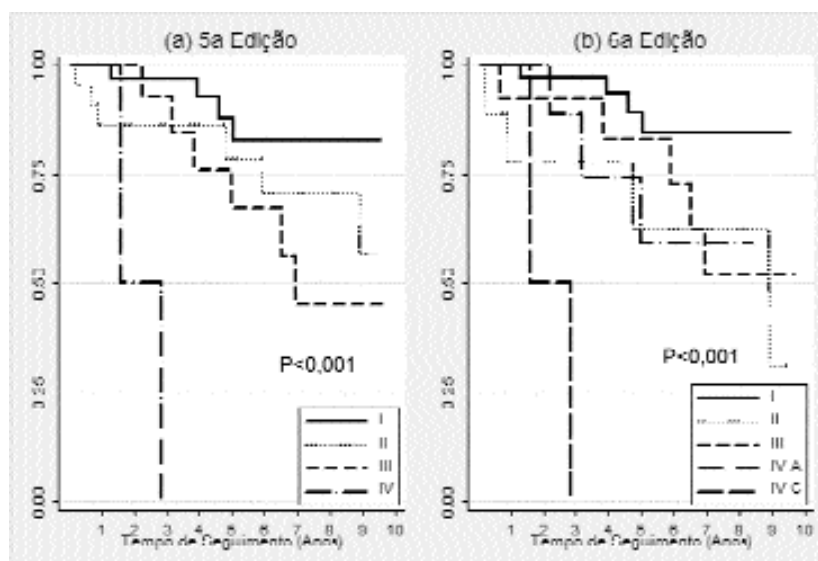 (a) 5a Edição
1.00
0.75
0.50
0.25
0.00
P<0,001
I
II
III
IV
1 2 3 4 5 6 7 8 9 10
Tempo de Seguimento (Anos)
(b) 6a Edição
1.00
0.75
0.50
0.25
0.00
P<0,001
I
II
III
IV A
IV C
1 2 3 4 5 6 7 8 9 10
Tempo de Seguimento (Anos)